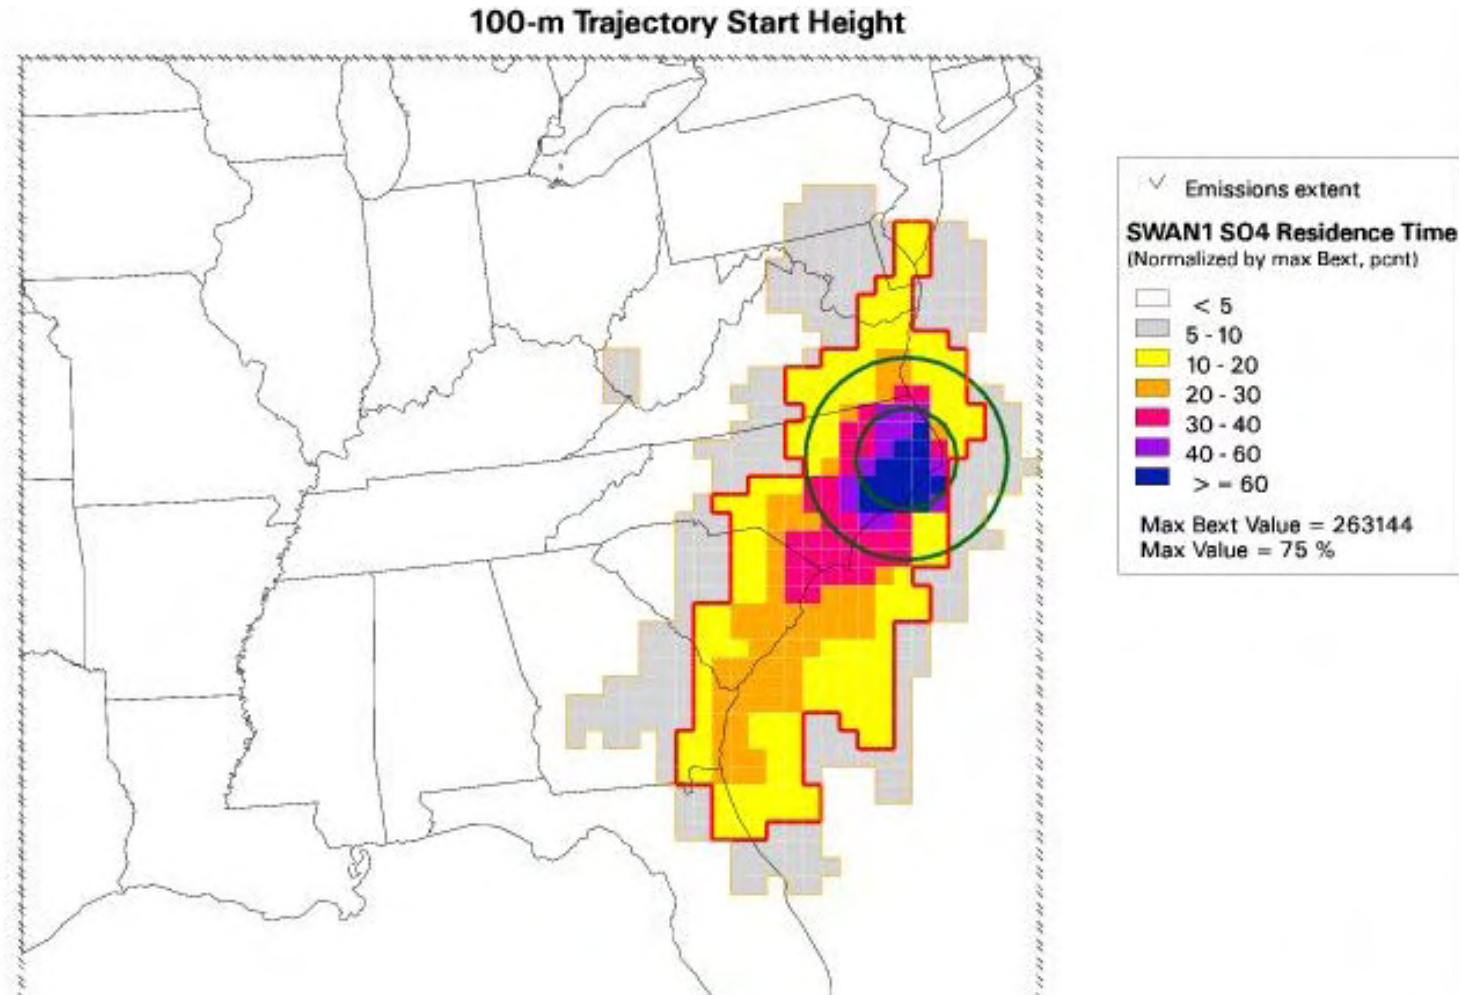 100-m Trajectory Start Height
Emissions extent
SWAN1 SO4 Residence Time
(Normalized by max Bext, pcnt)
< 5
5 - 10
10 - 20
20 - 30
30 - 40
40 - 60
> = 60
Max Bext Value = 263144
Max Value = 75 %